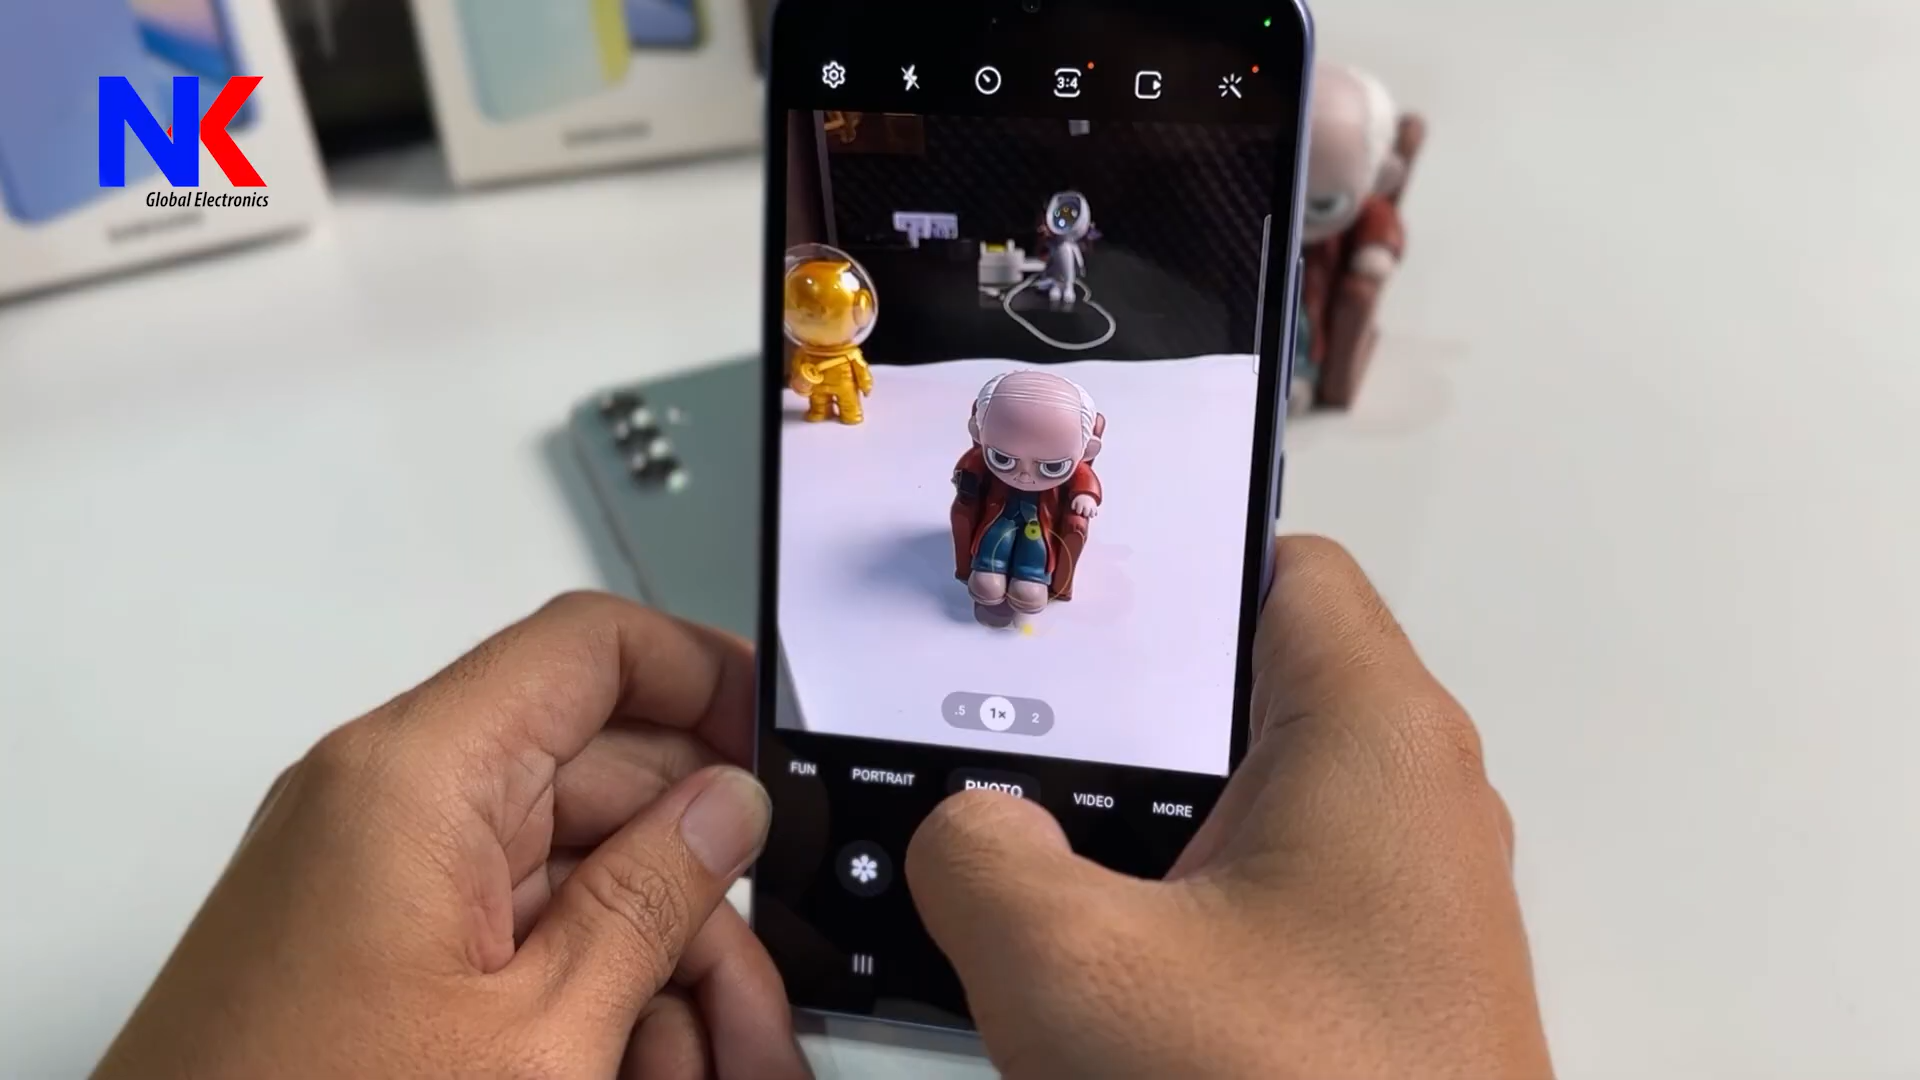 NK
Global Electronics
3:4
.5 1× 2
FUN PORTRAIT PHOTO VIDEO MORE